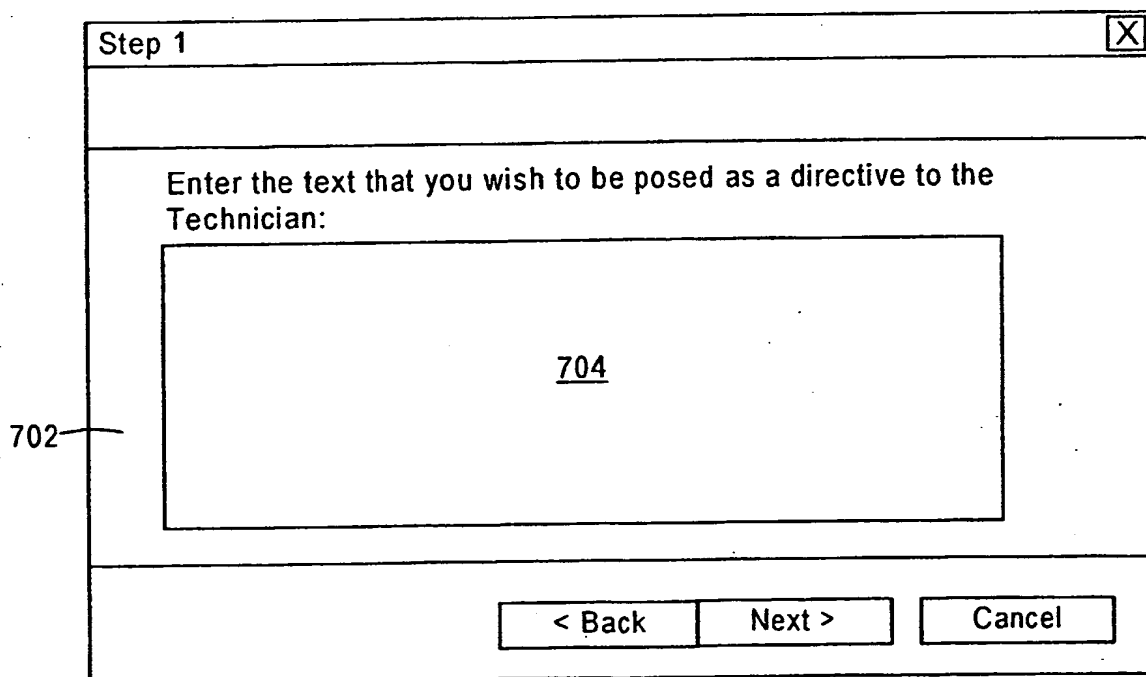 Step 1
X
Enter the text that you wish to be posed as a directive to the
Technician:
704
702
< Back
Next >
Cancel